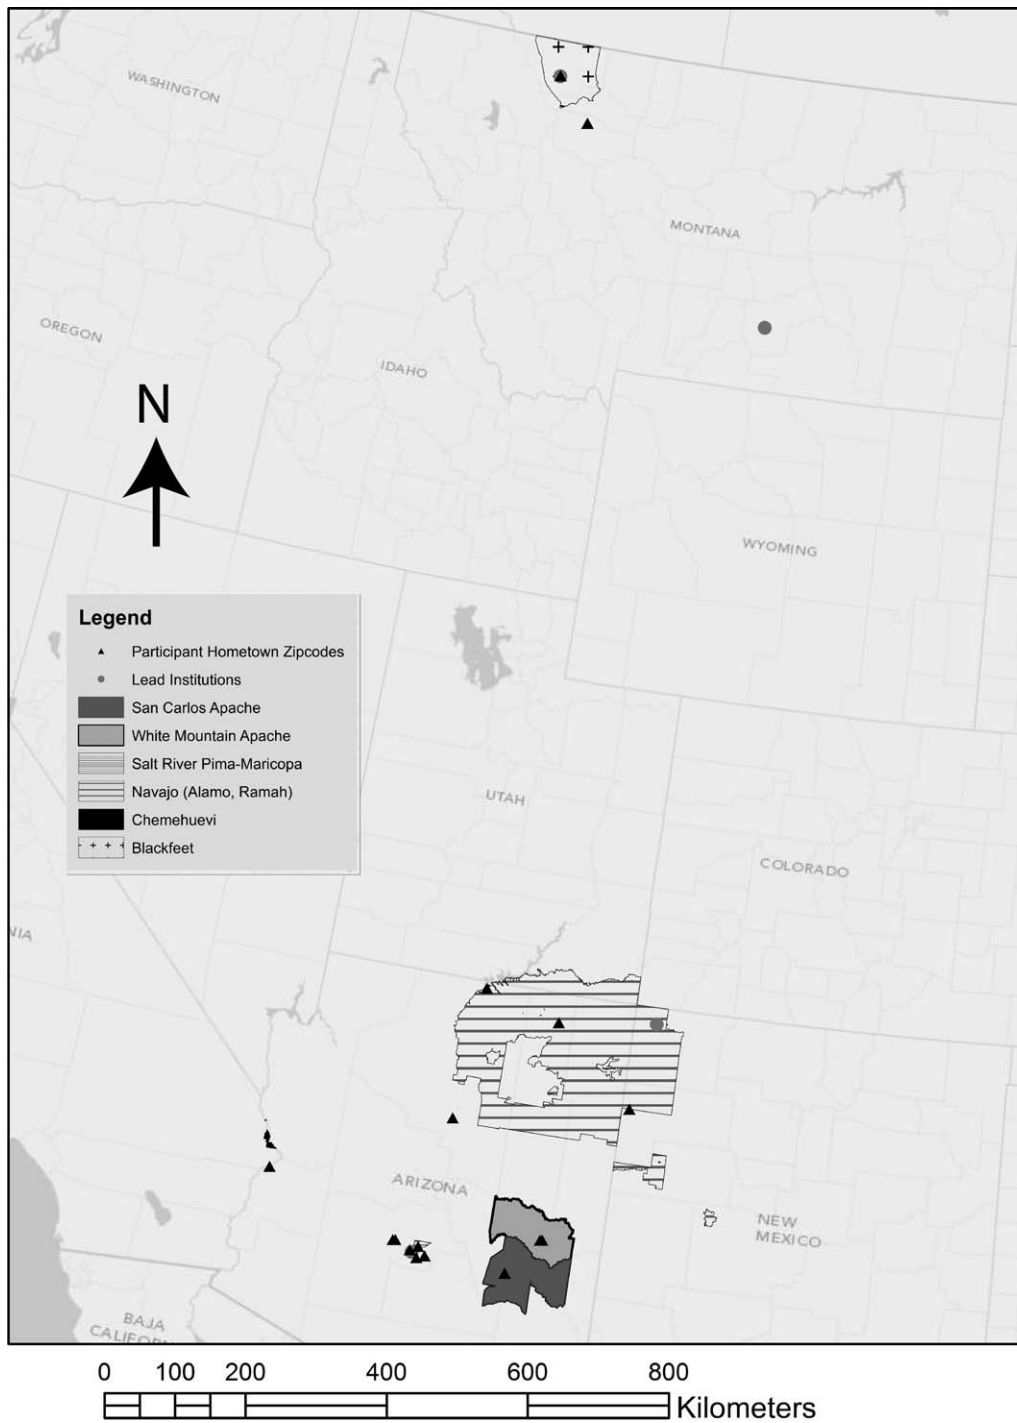 WASHINGTON
MONTANA
OREGON
IDAHO
N
WYOMING
Legend
Participant Hometown Zipcodes
Lead Institutions
San Carlos Apache
White Mountain Apache
Salt River Pima-Maricopa
Navajo (Alamo, Ramah)
Chemehuevi
Blackfeet
UTAH
COLORADO
NIA
ARIZONA
NEW
MEXICO
BAJA
CALIFORN
0 100 200 400 600 800
Kilometers